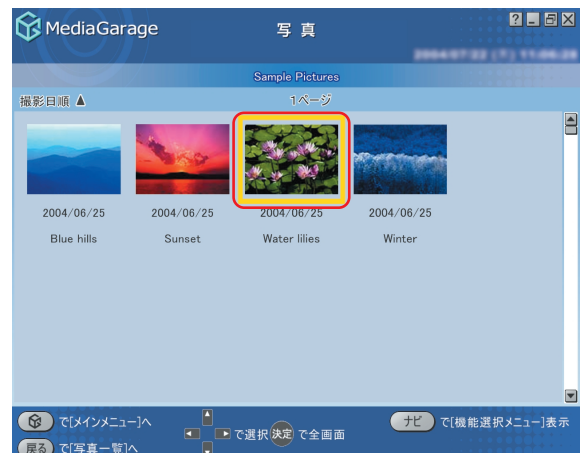 MediaGarage
写真
Sample Pictures
撮影日順 ▲
1ページ
2004/06/25
2004/06/25
2004/06/25
2004/06/25
Blue hills
Sunset
Water lilies
Winter
で[メインメニュー]へ
で選択 決定 で全画面
ナビ で[機能選択メニュー]表示
戻る で[写真一覧]へ